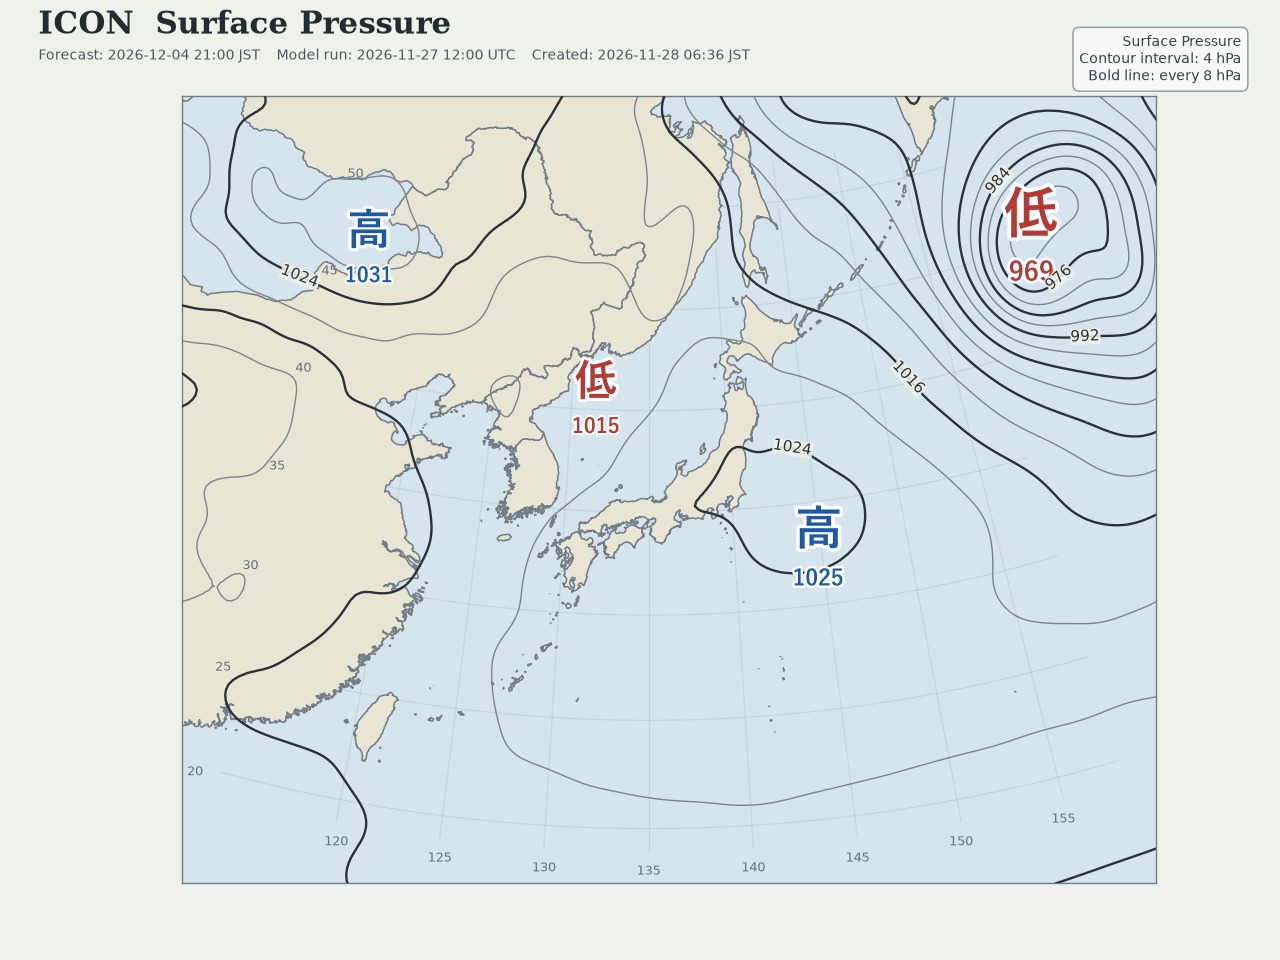 ICON  Surface Pressure
Forecast: 2026-12-04 21:00 JST    Model run: 2026-11-27 12:00 UTC    Created: 2026-11-28 06:36 JST
Surface Pressure
Contour interval: 4 hPa
Bold line: every 8 hPa
50
984
低
969
976
高
1031
1024
45
992
40
低
1015
1016
1024
35
高
1025
30
25
20
120
125
130
135
140
145
150
155